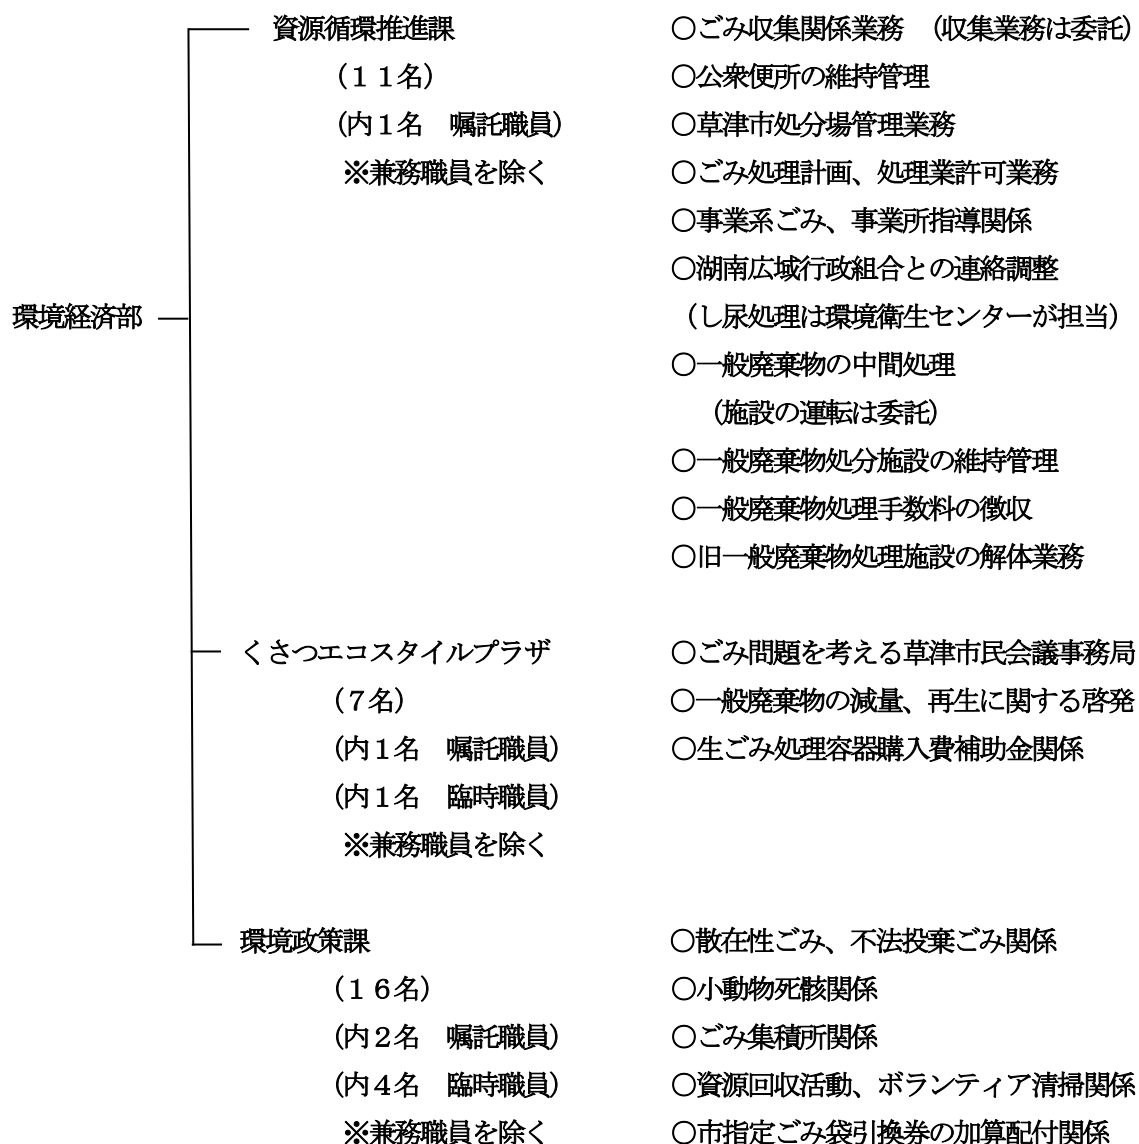 資源循環推進課　○ごみ収集関係業務　（収集業務は委託）
（１１名）　○公衆便所の維持管理
（内１名　嘱託職員）　○草津市処分場管理業務
※兼務職員を除く　○ごみ処理計画、処理業許可業務
○事業系ごみ、事業所指導関係
○湖南広域行政組合との連絡調整
環境経済部　（し尿処理は環境衛生センターが担当）
○一般廃棄物の中間処理
（施設の運転は委託）
○一般廃棄物処分施設の維持管理
○一般廃棄物処理手数料の徴収
○旧一般廃棄物処理施設の解体業務
くさつエコスタイルプラザ　○ごみ問題を考える草津市民会議事務局
（７名）　○一般廃棄物の減量、再生に関する啓発
（内１名　嘱託職員）　○生ごみ処理容器購入費補助金関係
（内１名　臨時職員）
※兼務職員を除く
環境政策課　○散在性ごみ、不法投棄ごみ関係
（１６名）　○小動物死骸関係
（内２名　嘱託職員）　○ごみ集積所関係
（内４名　臨時職員）　○資源回収活動、ボランティア清掃関係
※兼務職員を除く　○市指定ごみ袋引換券の加算配付関係